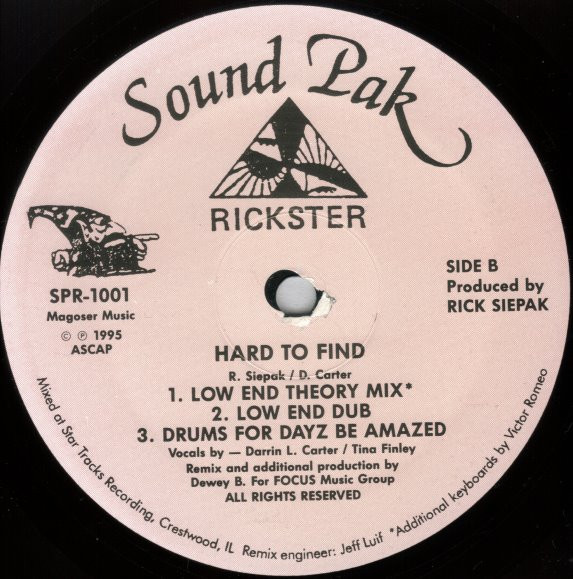 Sound Pak
RICKSTER
SPR-1001
Magoser Music
© ℗ 1995
ASCAP
SIDE B
Produced by
RICK SIEPAK
HARD TO FIND
R. Siepak / D. Carter
1. LOW END THEORY MIX*
2. LOW END DUB
3. DRUMS FOR DAYZ BE AMAZED
Vocals by — Darrin L. Carter / Tina Finley
Remix and additional production by
Dewey B. For FOCUS Music Group
ALL RIGHTS RESERVED
Mixed at Star Tracks Recording, Crestwood, IL Remix engineer: Jeff Luif *Additional keyboards by Victor Romeo